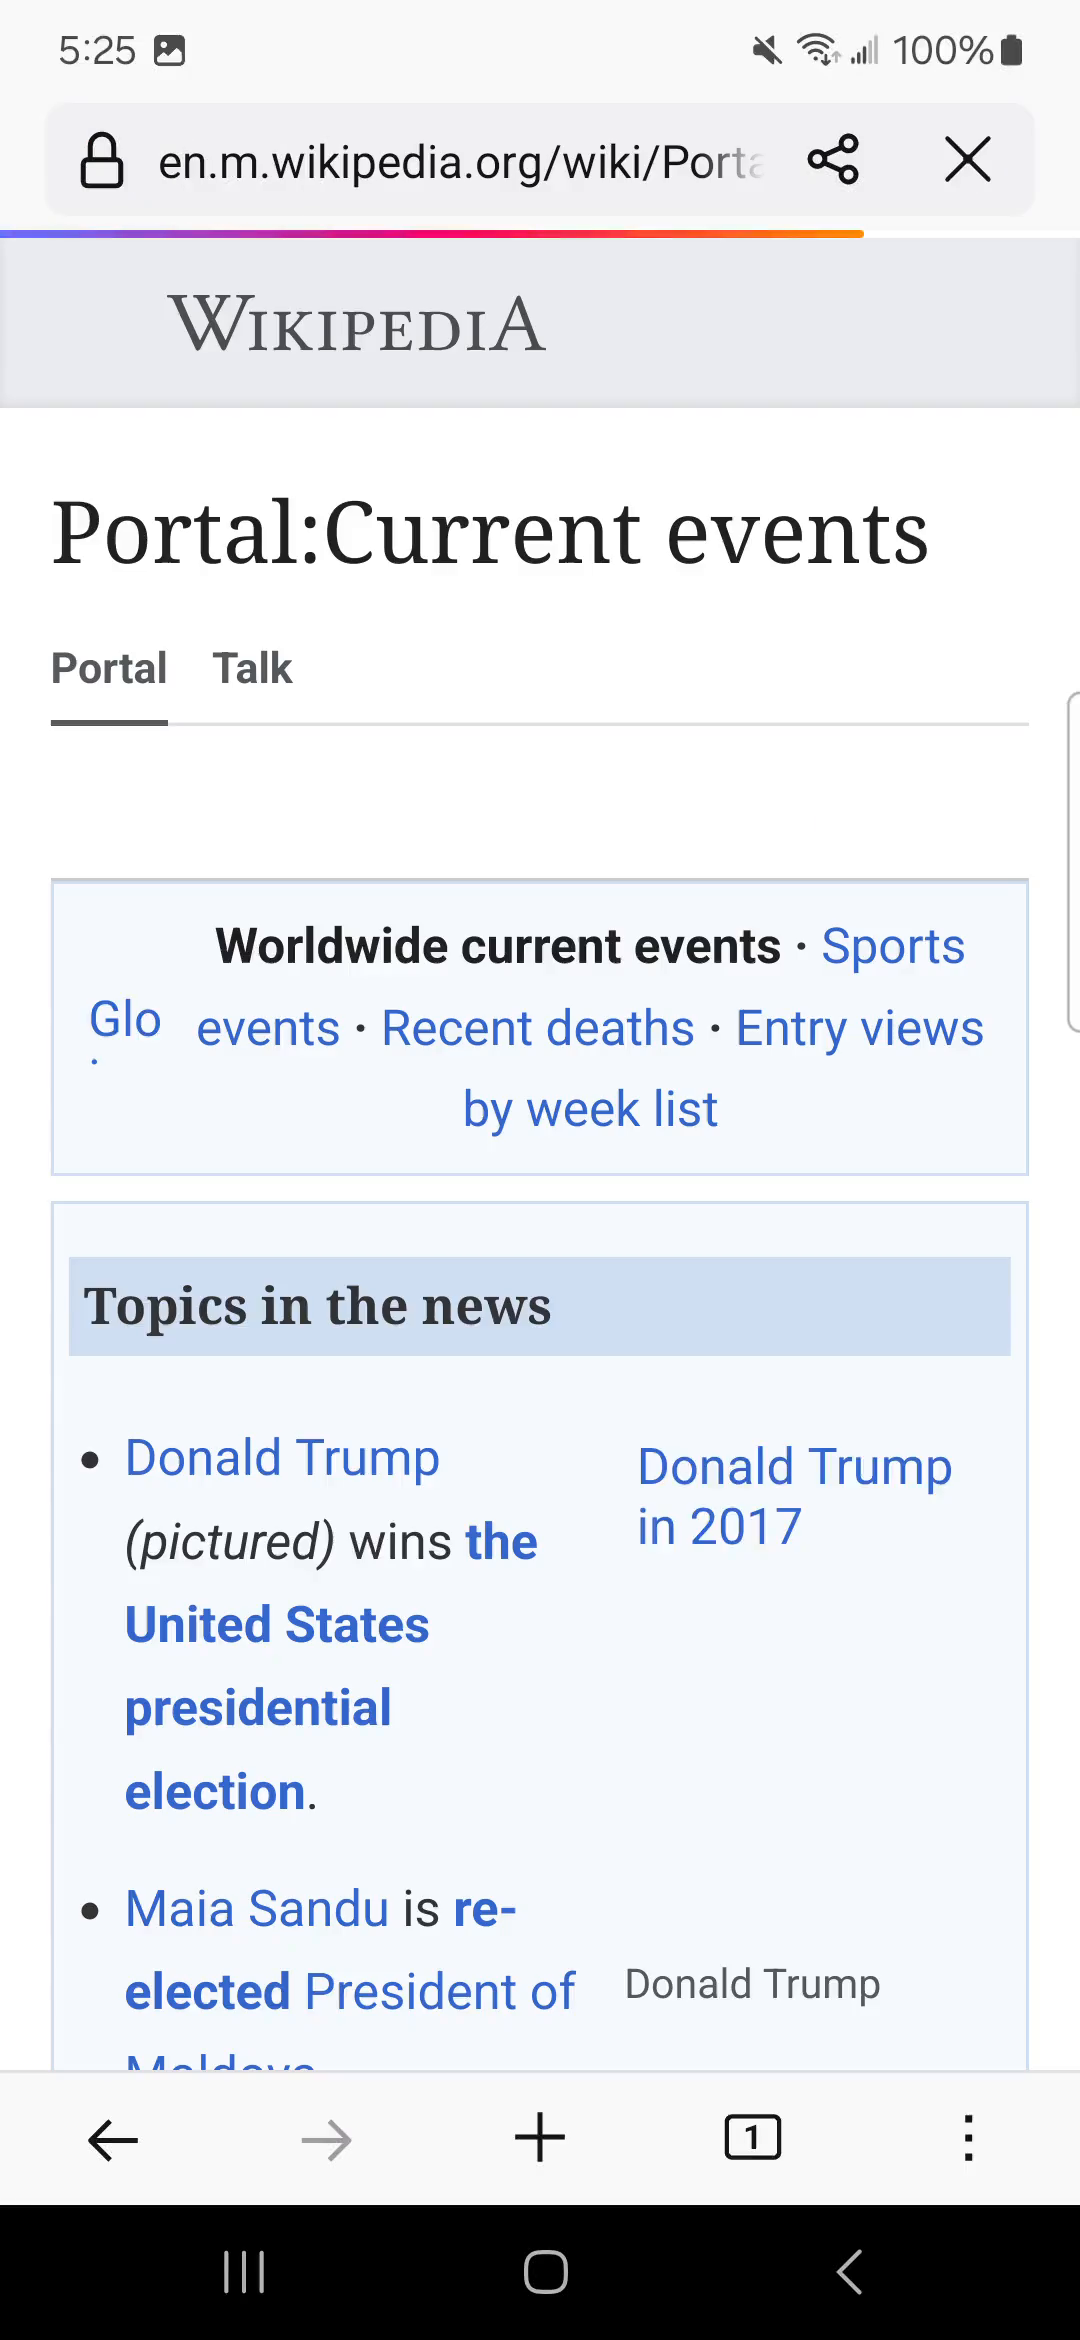 5:25
100%
en.m.wikipedia.org/wiki/Porta
WIKIPEDIA
Portal:Current events
Portal Talk
Worldwide current events · Sports
Glo
events · Recent deaths · Entry views
by week list
Topics in the news
Donald Trump
(pictured) wins the
United States
presidential
election.
Donald Trump
in 2017
Maia Sandu is re-
elected President of
Moldova
Donald Trump
1